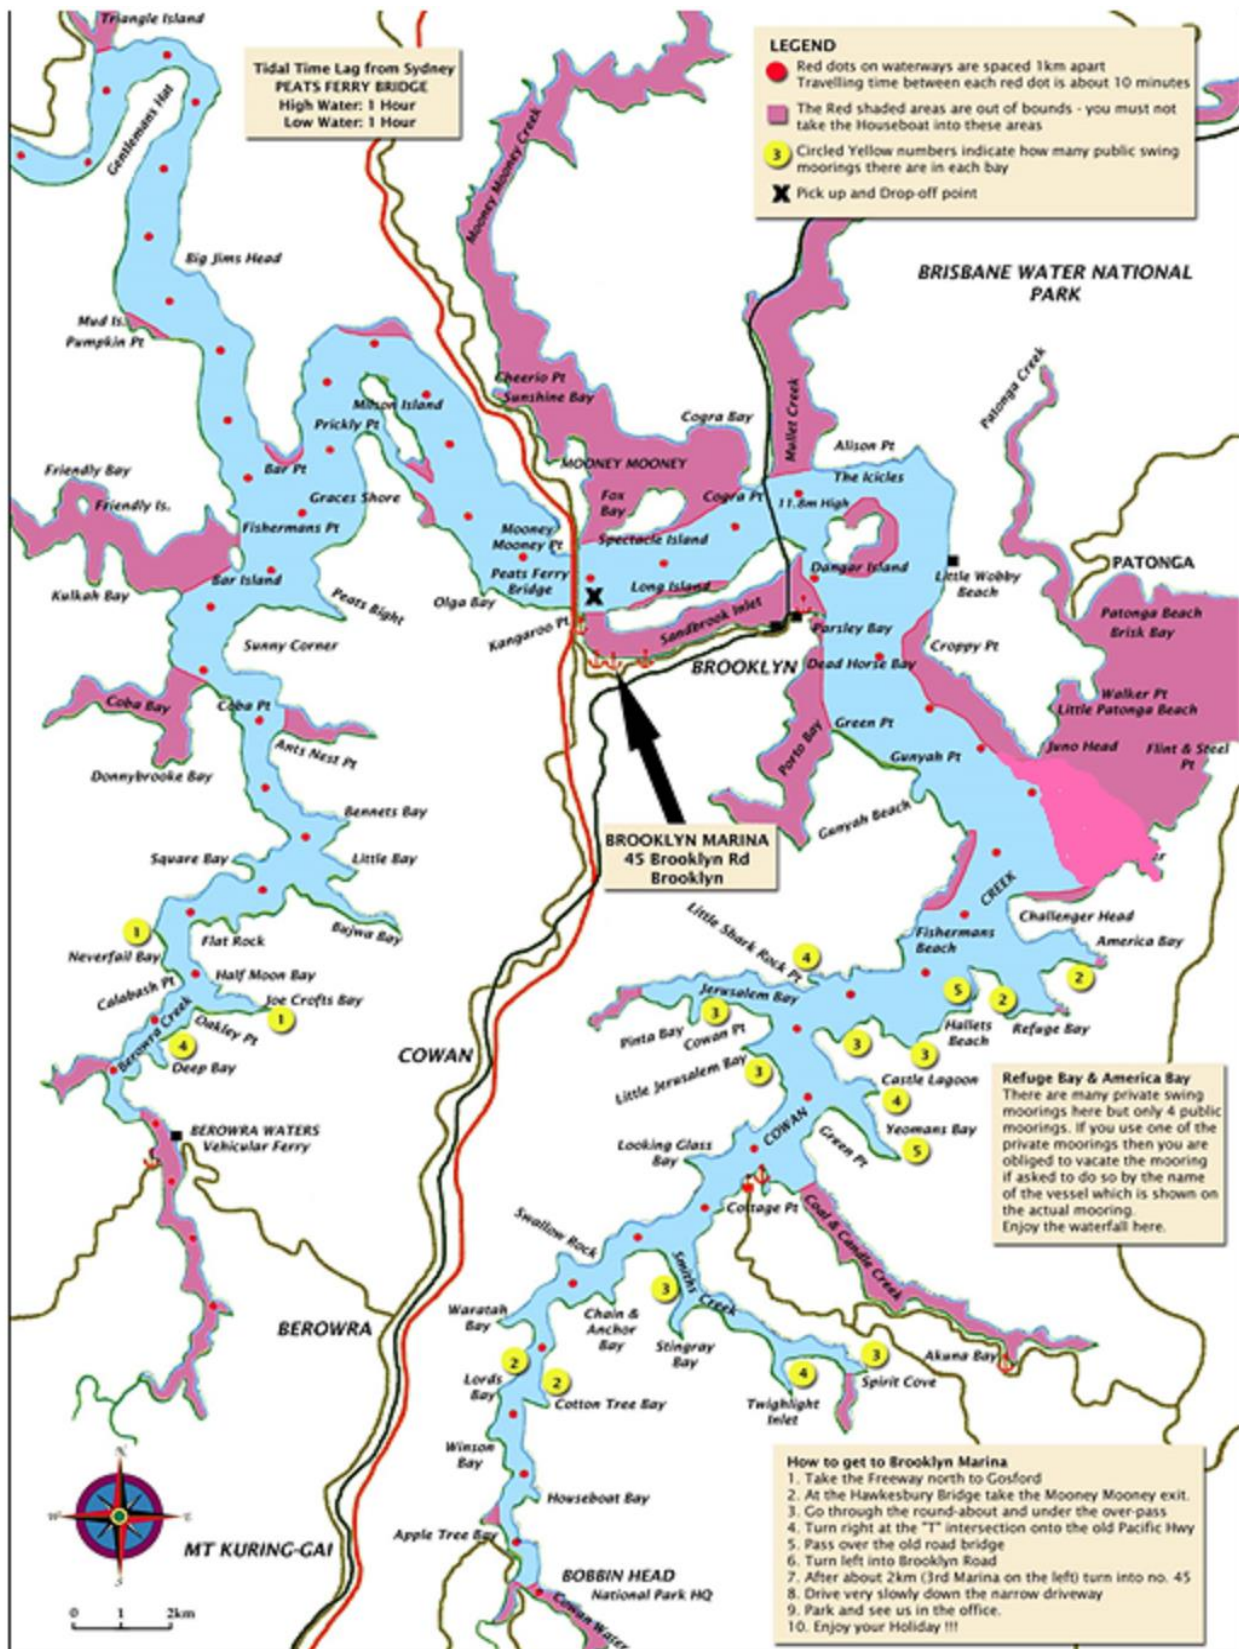 Triangle Island
Tidal Time Lag from Sydney
PEATS FERRY BRIDGE
High Water: 1 Hour
Low Water: 1 Hour
LEGEND
Red dots on waterways are spaced 1km apart
Travelling time between each red dot is about 10 minutes
The Red shaded areas are out of bounds - you must not
take the Houseboat into these areas
3
Circled Yellow numbers indicate how many public swing
moorings there are in each bay
X Pick up and Drop-off point
Gentlemans Hat
Mooney Mooney Creek
Big Jims Head
BRISBANE WATER NATIONAL
PARK
Mud Is.
Pumpkin Pt
Cheerio Pt
Sunshine Bay
Milson Island
Prickly Pt
Cogra Bay
Mullet Creek
Alison Pt
Patonga Creek
Friendly Bay
Friendly Is.
Bar Pt
Graces Shore
Fishermans Pt
MOONEY MOONEY
Fox
Bay
Cogra Pt
The Icicles
11.8m High
Mooney
Mooney Pt
Spectacle Island
Peats Ferry
Bridge
Long Island
Dangar Island
Little Wobby
Beach
PATONGA
Kulkah Bay
Bar Island
Peats Bight
Olga Bay
Kangaroo Pt
Sandbrook Inlet
Parsley Bay
Patonga Beach
Brisk Bay
Sunny Corner
BROOKLYN
Dead Horse Bay
Croppy Pt
Walker Pt
Little Patonga Beach
Coba Bay
Coba Pt
Ants Nest Pt
Green Pt
Porto Bay
Gunyah Pt
Juno Head
Flint & Steel
Pt
Donnybrooke Bay
Bennets Bay
Gunyah Beach
Square Bay
Little Bay
BROOKLYN MARINA
45 Brooklyn Rd
Brooklyn
er
CREEK
Challenger Head
Little Shark Rock Pt
Fishermans
Beach
America Bay
1
Neverfail Bay
Flat Rock
Bujwa Bay
4
Calabash Pt
Half Moon Bay
Joe Crofts Bay
1
Jerusalem Bay
5
2
2
Berowra Creek
Oakley Pt
4
Deep Bay
Pinta Bay
3
Cowan Pt
Hallets
Beach
Refuge Bay
COWAN
3
3
Little Jerusalem Bay
3
Castle Lagoon
4
Refuge Bay & America Bay
There are many private swing
moorings here but only 4 public
moorings. If you use one of the
private moorings then you are
obliged to vacate the mooring
if asked to do so by the name
of the vessel which is shown on
the actual mooring.
Enjoy the waterfall here.
BEROWRA WATERS
Vehicular Ferry
COWAN
Looking Glass
Bay
Green Pt
Yeomans Bay
5
Cottage Pt
Coal & Candle Creek
Swallow Rock
Smiths Creek
3
Waratah
Bay
Chain &
Anchor
Bay
Stingray
Bay
BEROWRA
2
Lords
Bay
2
Cotton Tree Bay
4
Twighlight
Inlet
3
Spirit Cove
Akuna Bay
Winson
Bay
Houseboat Bay
Apple Tree Bay
BOBBIN HEAD
National Park HQ
Cowan Water
N
W
E
S
MT KURING-GAI
0 1 2km
How to get to Brooklyn Marina
1. Take the Freeway north to Gosford
2. At the Hawkesbury Bridge take the Mooney Mooney exit.
3. Go through the round-about and under the over-pass
4. Turn right at the "T" intersection onto the old Pacific Hwy
5. Pass over the old road bridge
6. Turn left into Brooklyn Road
7. After about 2km (3rd Marina on the left) turn into no. 45
8. Drive very slowly down the narrow driveway
9. Park and see us in the office.
10. Enjoy your Holiday !!!